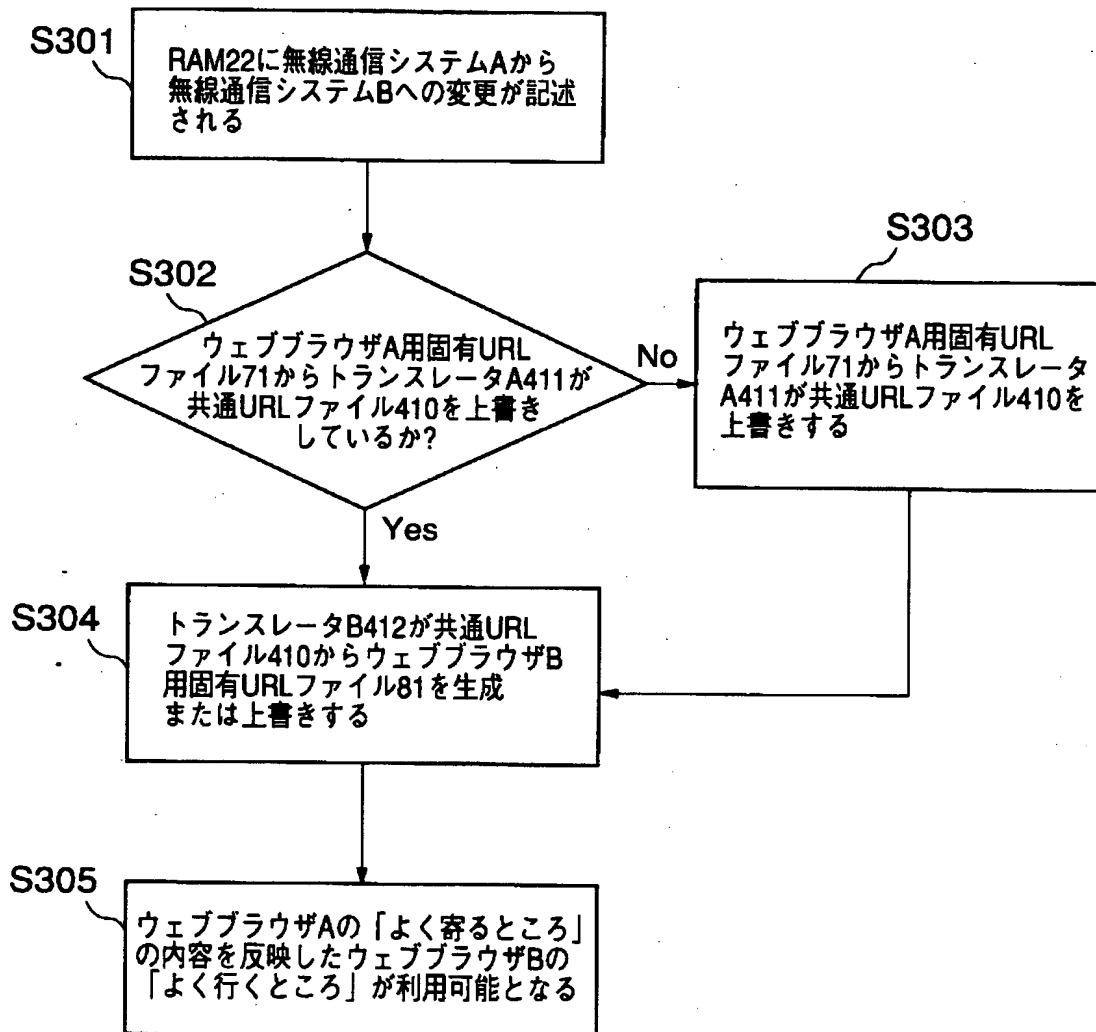 S301
RAM22に無線通信システムAから
無線通信システムBへの変更が記述
される
S302
ウェブブラウザA用固有URL
ファイル71からトランスレータA411が
共通URLファイル410を上書き
しているか?
No
S303
ウェブブラウザA用固有URL
ファイル71からトランスレータ
A411が共通URLファイル410を
上書きする
Yes
S304
トランスレータB412が共通URL
ファイル410からウェブブラウザB
用固有URLファイル81を生成
または上書きする
S305
ウェブブラウザAの「よく寄るところ」
の内容を反映したウェブブラウザBの
「よく行くところ」が利用可能となる